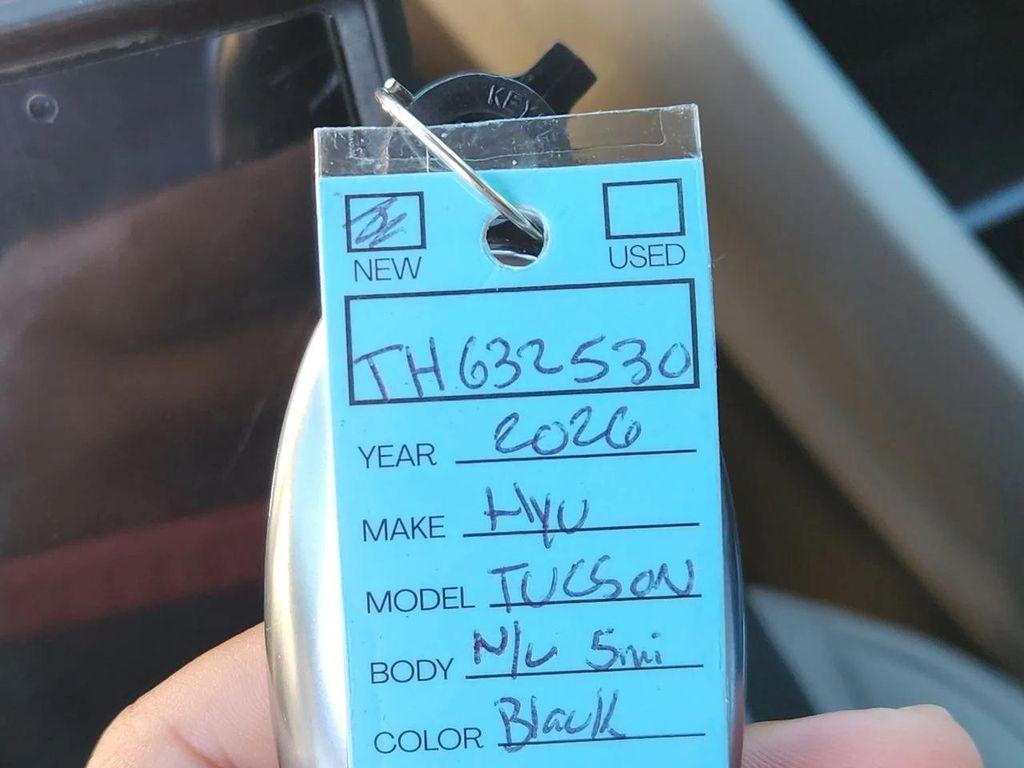 KEY
NEW USED
TH632530
YEAR 2026
MAKE HYU
MODEL TUCSON
BODY N/U 5mi
COLOR Black